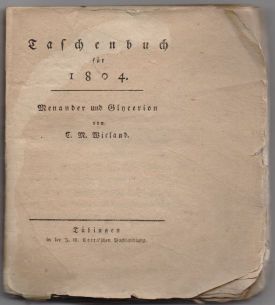 Taschenbuch
für
1804.
Menander und Glycerion
von
C. M. Wieland.
Tübingen
in der J. G. Cotta'schen Buchhandlung.